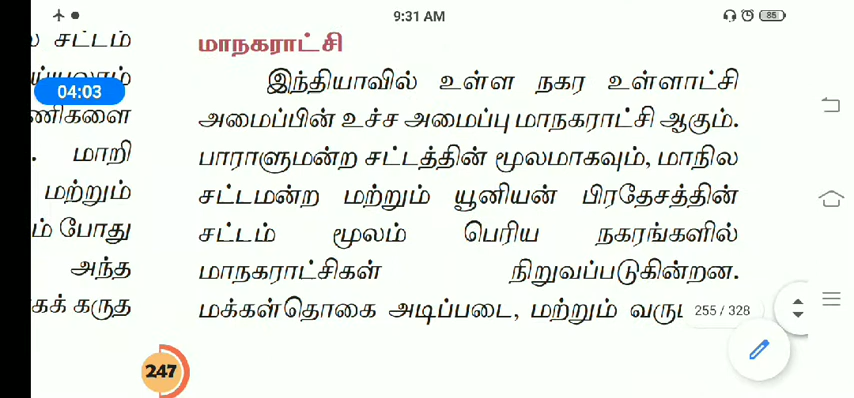 9:31 AM
85
சட்டம்
04:03
ணிகளை
. மாறி
மற்றும்
ம் போது
அந்த
கக் கருத
மாநகராட்சி
இந்தியாவில் உள்ள நகர உள்ளாட்சி
அமைப்பின் உச்ச அமைப்பு மாநகராட்சி ஆகும்.
பாராளுமன்ற சட்டத்தின் மூலமாகவும், மாநில
சட்டமன்ற மற்றும் யூனியன் பிரதேசத்தின்
சட்டம் மூலம் பெரிய நகரங்களில்
மாநகராட்சிகள் நிறுவப்படுகின்றன.
மக்கள்தொகை அடிப்படை, மற்றும்
255 / 328
247